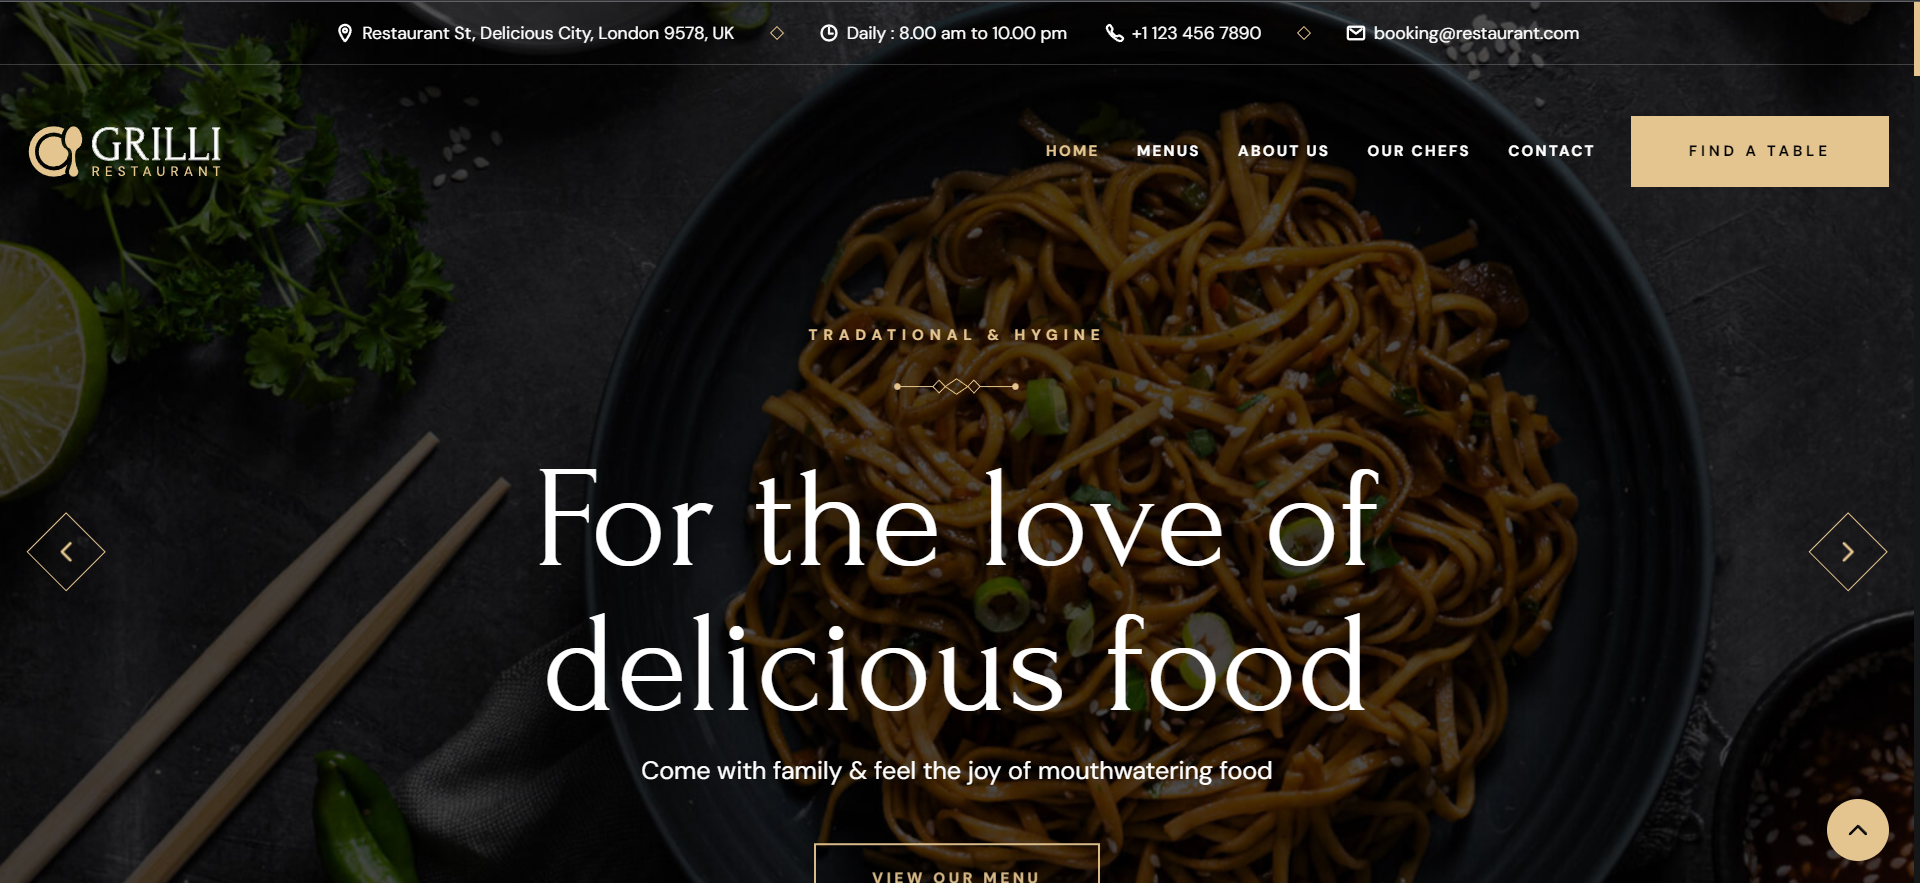 Restaurant St, Delicious City, London 9578, UK
Daily : 8.00 am to 10.00 pm
+1 123 456 7890
booking@restaurant.com
GRILLI
RESTAURANT
HOME
MENUS
ABOUT US
OUR CHEFS
CONTACT
FIND A TABLE
TRADATIONAL & HYGINE
For the love of
delicious food
Come with family & feel the joy of mouthwatering food
VIEW OUR MENU